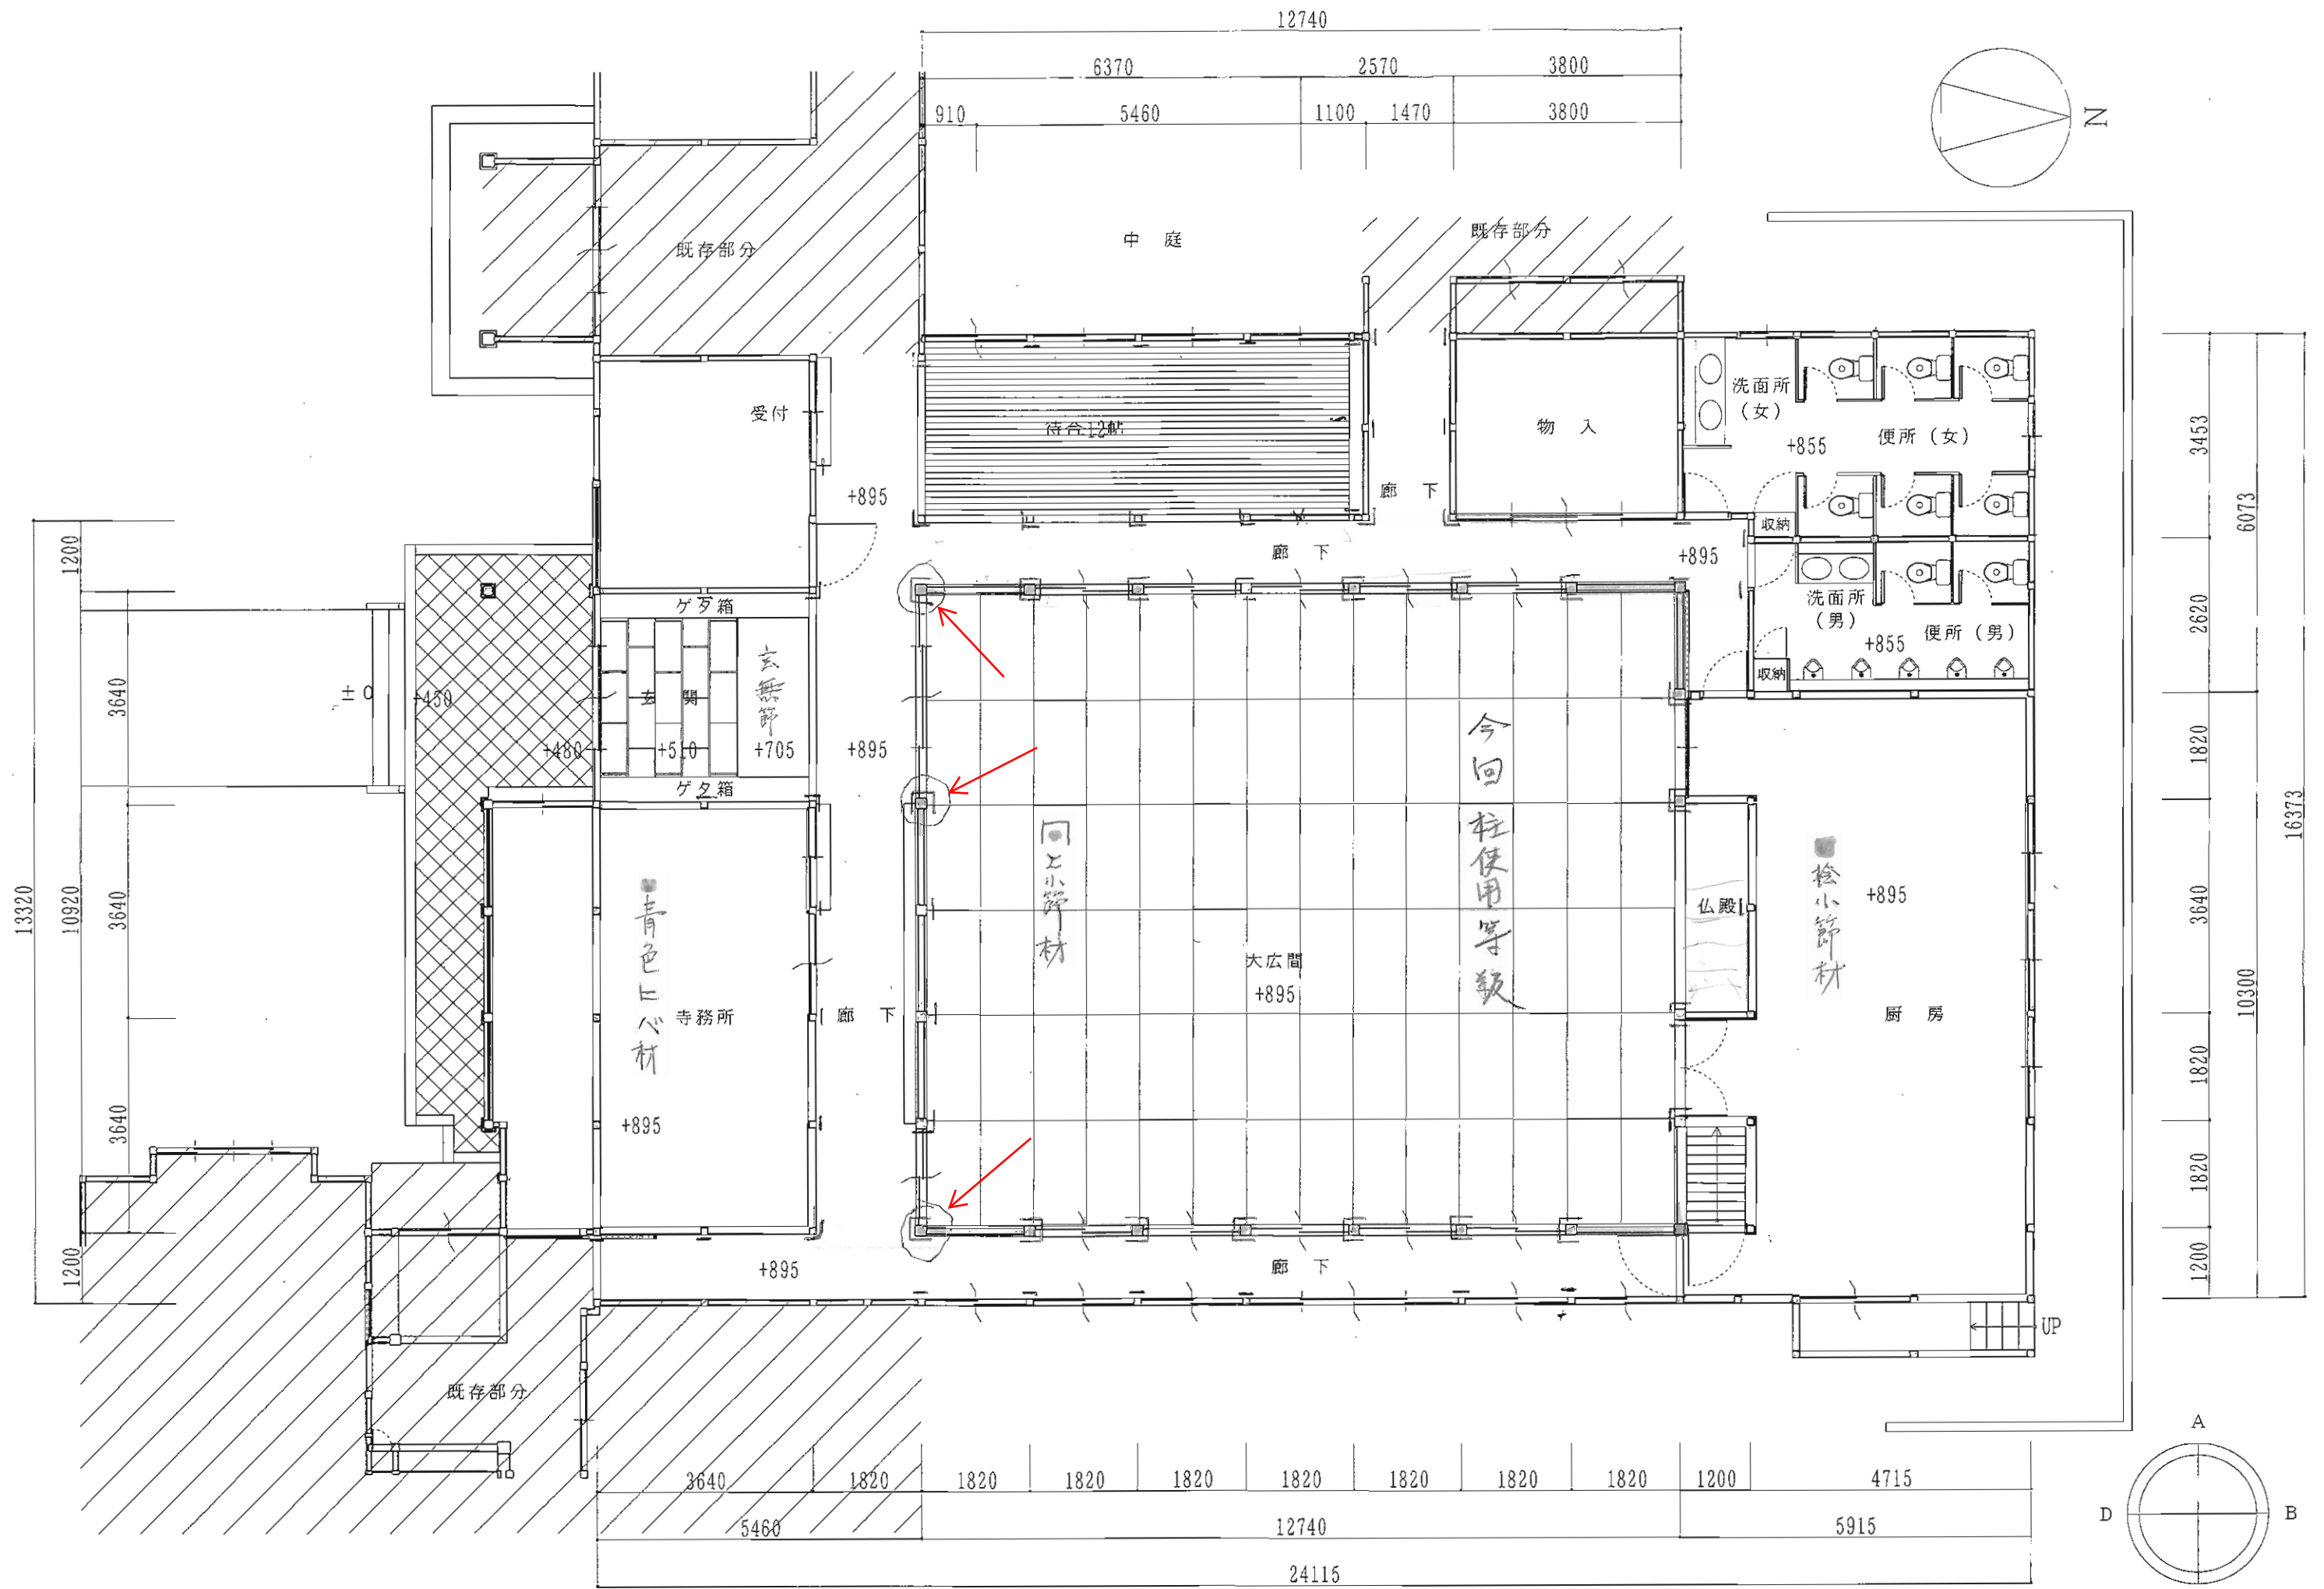 12740
6370
2570
3800
910
5460
1100
1470
3800
N
既存部分
中 庭
既存部分
受付
待合12帖
物 入
洗面所
(女)
便所(女)
+855
+895
廊 下
収納
廊 下
+895
洗面所
(男)
便所(男)
+855
収納
ゲタ箱
玄 関
玄
無節
±0
+450
+480
+510
+705
+895
ゲタ箱
今回 柱使用等級
同上小節材
大広間
+895
仏殿
桧小節材
+895
厨 房
青色ヒバ材
寺務所
+895
廊 下
+895
廊 下
UP
既存部分
1200
3640
3640
3640
1200
10920
13320
3453
2620
1820
3640
1820
1820
1200
6073
10300
16373
3640
1820
1820
1820
1820
1820
1820
1820
1820
1200
4715
5460
12740
5915
24115
A
D
B